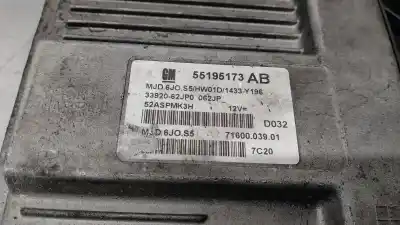 GM 55195173 AB
MJD.6JO.S5/HW01D/1433-Y196
33920-62JP0 062JP
52ASPMK3H 12V=
D032
MJD.6JO.S5 71600.039.01
7C20